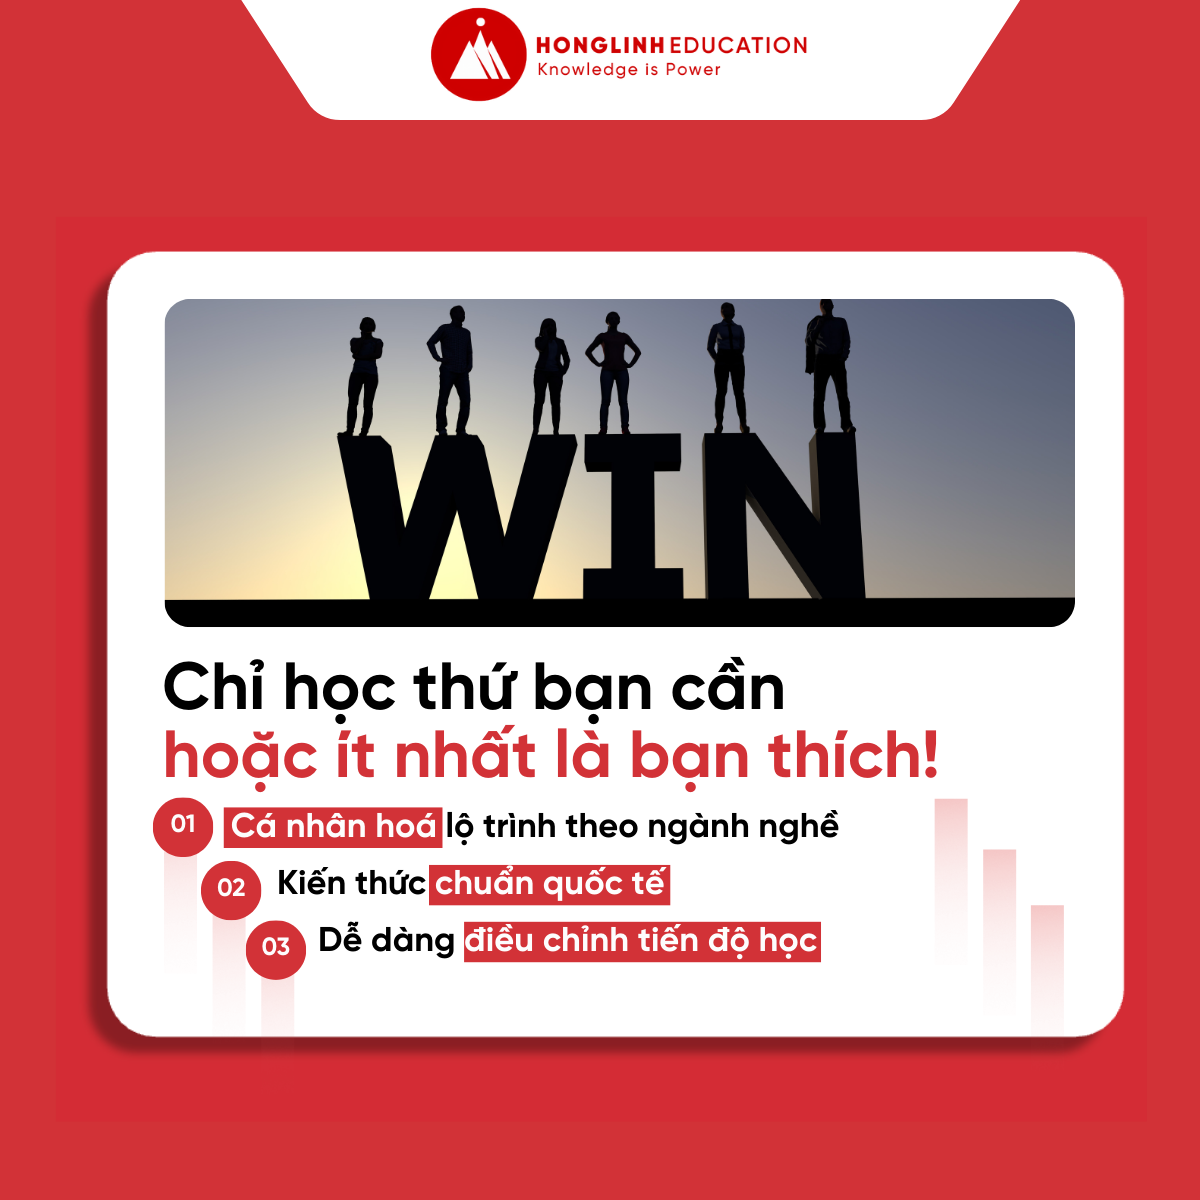 HONGLINH EDUCATION
Knowledge is Power
WIN
Chỉ học thứ bạn cần
hoặc ít nhất là bạn thích!
01 Cá nhân hoá lộ trình theo ngành nghề
02 Kiến thức chuẩn quốc tế
03 Dễ dàng điều chỉnh tiến độ học